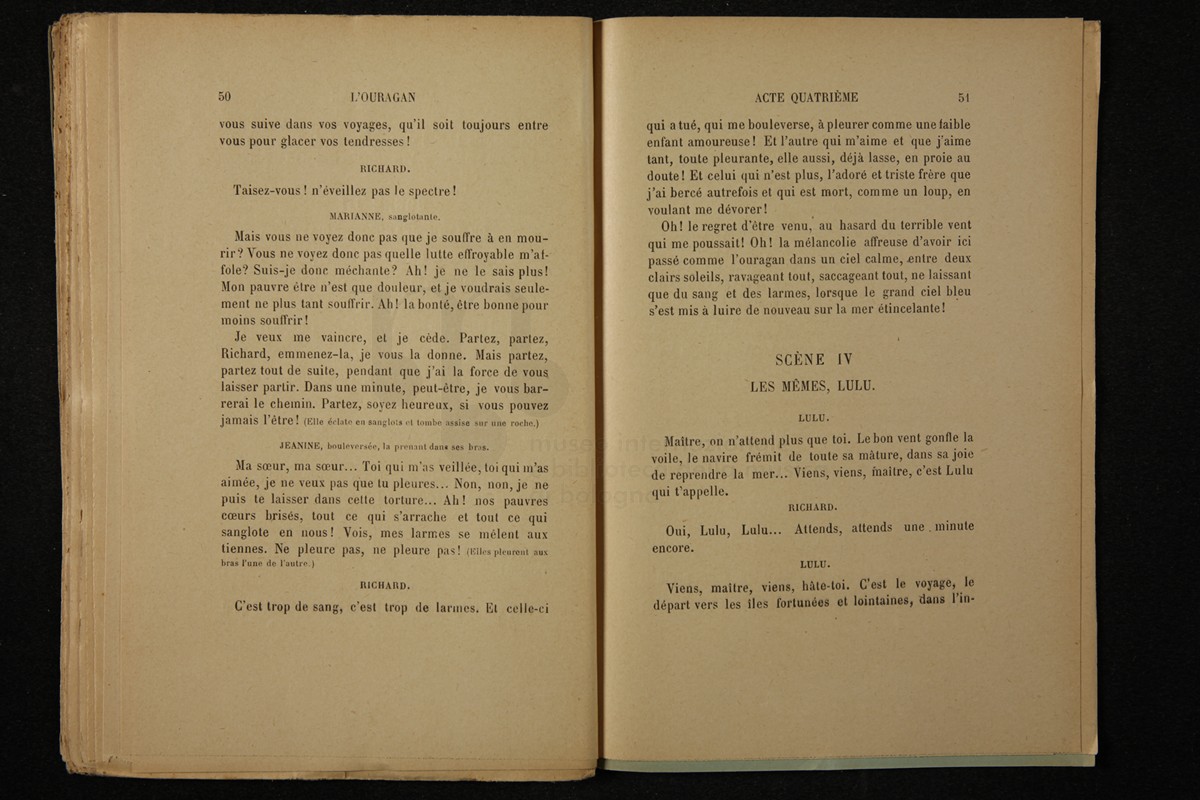 50 L'OURAGAN
vous suive dans vos voyages, qu'il soit toujours entre
vous pour glacer vos tendresses !
RICHARD.
Taisez-vous ! n'éveillez pas le spectre !
MARIANNE, sanglotante.
Mais vous ne voyez donc pas que je souffre à en mou-
rir ? Vous ne voyez donc pas quelle lutte effroyable m'af-
fole? Suis-je donc méchante? Ah! je ne le sais plus!
Mon pauvre être n'est que douleur, et je voudrais seule-
ment ne plus tant souffrir. Ah! la bonté, être bonne pour
moins souffrir!
Je veux me vaincre, et je cède. Partez, partez,
Richard, emmenez-la, je vous la donne. Mais partez,
partez tout de suite, pendant que j'ai la force de vous
laisser partir. Dans une minute, peut-être, je vous bar-
rerai le chemin. Partez, soyez heureux, si vous pouvez
jamais l'être! (Elle éclate en sanglots et tombe assise sur une roche.)
JEANINE, bouleversée, la prenant dans ses bras.
Ma sœur, ma sœur... Toi qui m'as veillée, toi qui m'as
aimée, je ne veux pas que tu pleures... Non, non, je ne
puis te laisser dans cette torture... Ah! nos pauvres
cœurs brisés, tout ce qui s'arrache et tout ce qui
sanglote en nous! Vois, mes larmes se mêlent aux
tiennes. Ne pleure pas, ne pleure pas! (Elles pleurent aux
bras l'une de l'autre.)
RICHARD.
C'est trop de sang, c'est trop de larmes. Et celle-ci
ACTE QUATRIÈME 51
qui a tué, qui me bouleverse, à pleurer comme une faible
enfant amoureuse! Et l'autre qui m'aime et que j'aime
tant, toute pleurante, elle aussi, déjà lasse, en proie au
doute! Et celui qui n'est plus, l'adoré et triste frère que
j'ai bercé autrefois et qui est mort, comme un loup, en
voulant me dévorer!
Oh! le regret d'être venu, au hasard du terrible vent
qui me poussait! Oh! la mélancolie affreuse d'avoir ici
passé comme l'ouragan dans un ciel calme, entre deux
clairs soleils, ravageant tout, saccageant tout, ne laissant
que du sang et des larmes, lorsque le grand ciel bleu
s'est mis à luire de nouveau sur la mer étincelante!
SCÈNE IV
LES MÊMES, LULU.
LULU.
Maître, on n'attend plus que toi. Le bon vent gonfle la
voile, le navire frémit de toute sa mâture, dans sa joie
de reprendre la mer... Viens, viens, maître, c'est Lulu
qui t'appelle.
RICHARD.
Oui, Lulu, Lulu... Attends, attends une minute
encore.
LULU.
Viens, maître, viens, hâte-toi. C'est le voyage, le
départ vers les îles fortunées et lointaines, dans l'in-